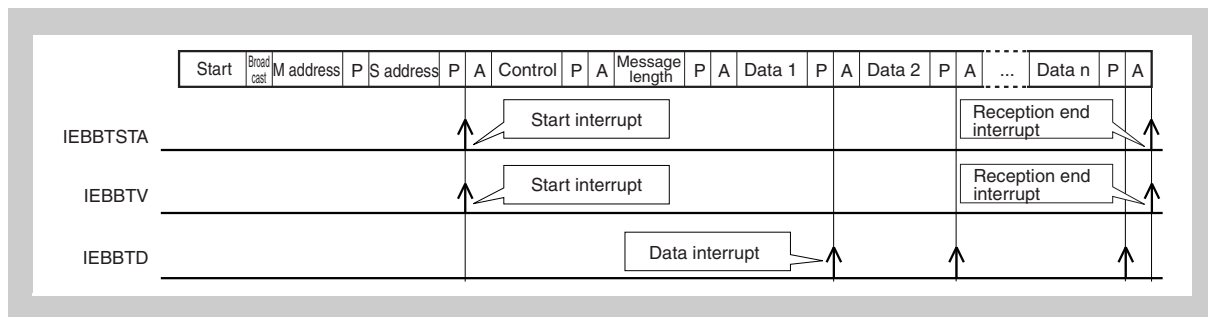 Start Broad cast M address P S address P A Control P A Message length P A Data 1 P A Data 2 P A ... Data n P A
IEBBTSTA
Start interrupt
Reception end
interrupt
IEBBTV
Start interrupt
Reception end
interrupt
IEBBTD
Data interrupt